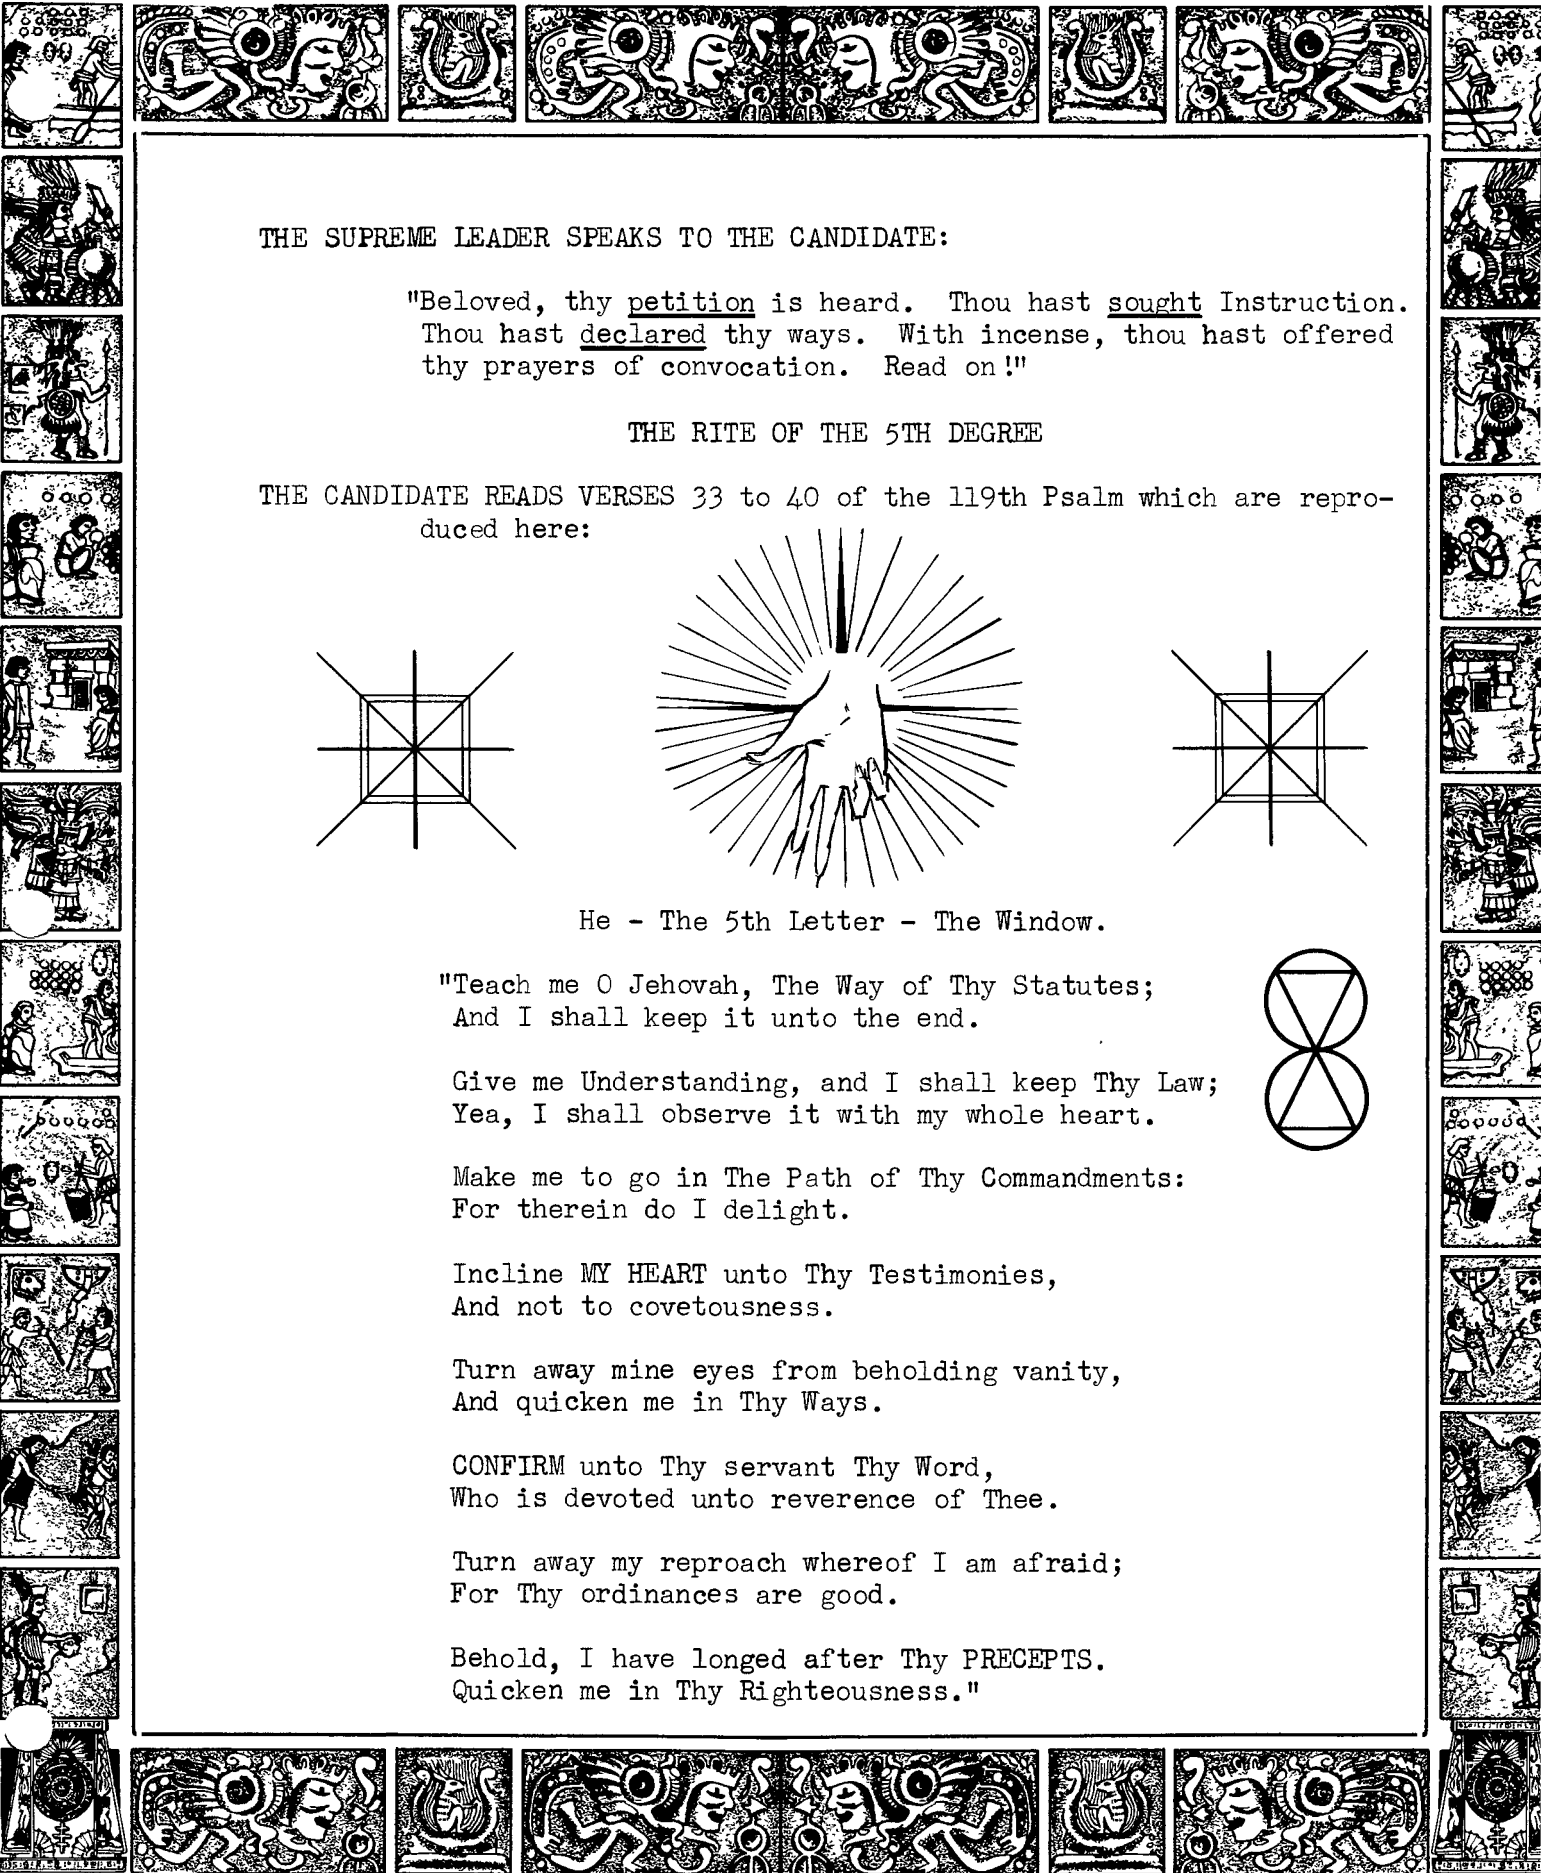 THE SUPREME LEADER SPEAKS TO THE CANDIDATE:
"Beloved, thy petition is heard. Thou hast sought Instruction.
Thou hast declared thy ways. With incense, thou hast offered
thy prayers of convocation. Read on!"
THE RITE OF THE 5TH DEGREE
THE CANDIDATE READS VERSES 33 to 40 of the 119th Psalm which are repro-
duced here:
He - The 5th Letter - The Window.
"Teach me O Jehovah, The Way of Thy Statutes;
And I shall keep it unto the end.
Give me Understanding, and I shall keep Thy Law;
Yea, I shall observe it with my whole heart.
Make me to go in The Path of Thy Commandments:
For therein do I delight.
Incline MY HEART unto Thy Testimonies,
And not to covetousness.
Turn away mine eyes from beholding vanity,
And quicken me in Thy Ways.
CONFIRM unto Thy servant Thy Word,
Who is devoted unto reverence of Thee.
Turn away my reproach whereof I am afraid;
For Thy ordinances are good.
Behold, I have longed after Thy PRECEPTS.
Quicken me in Thy Righteousness."